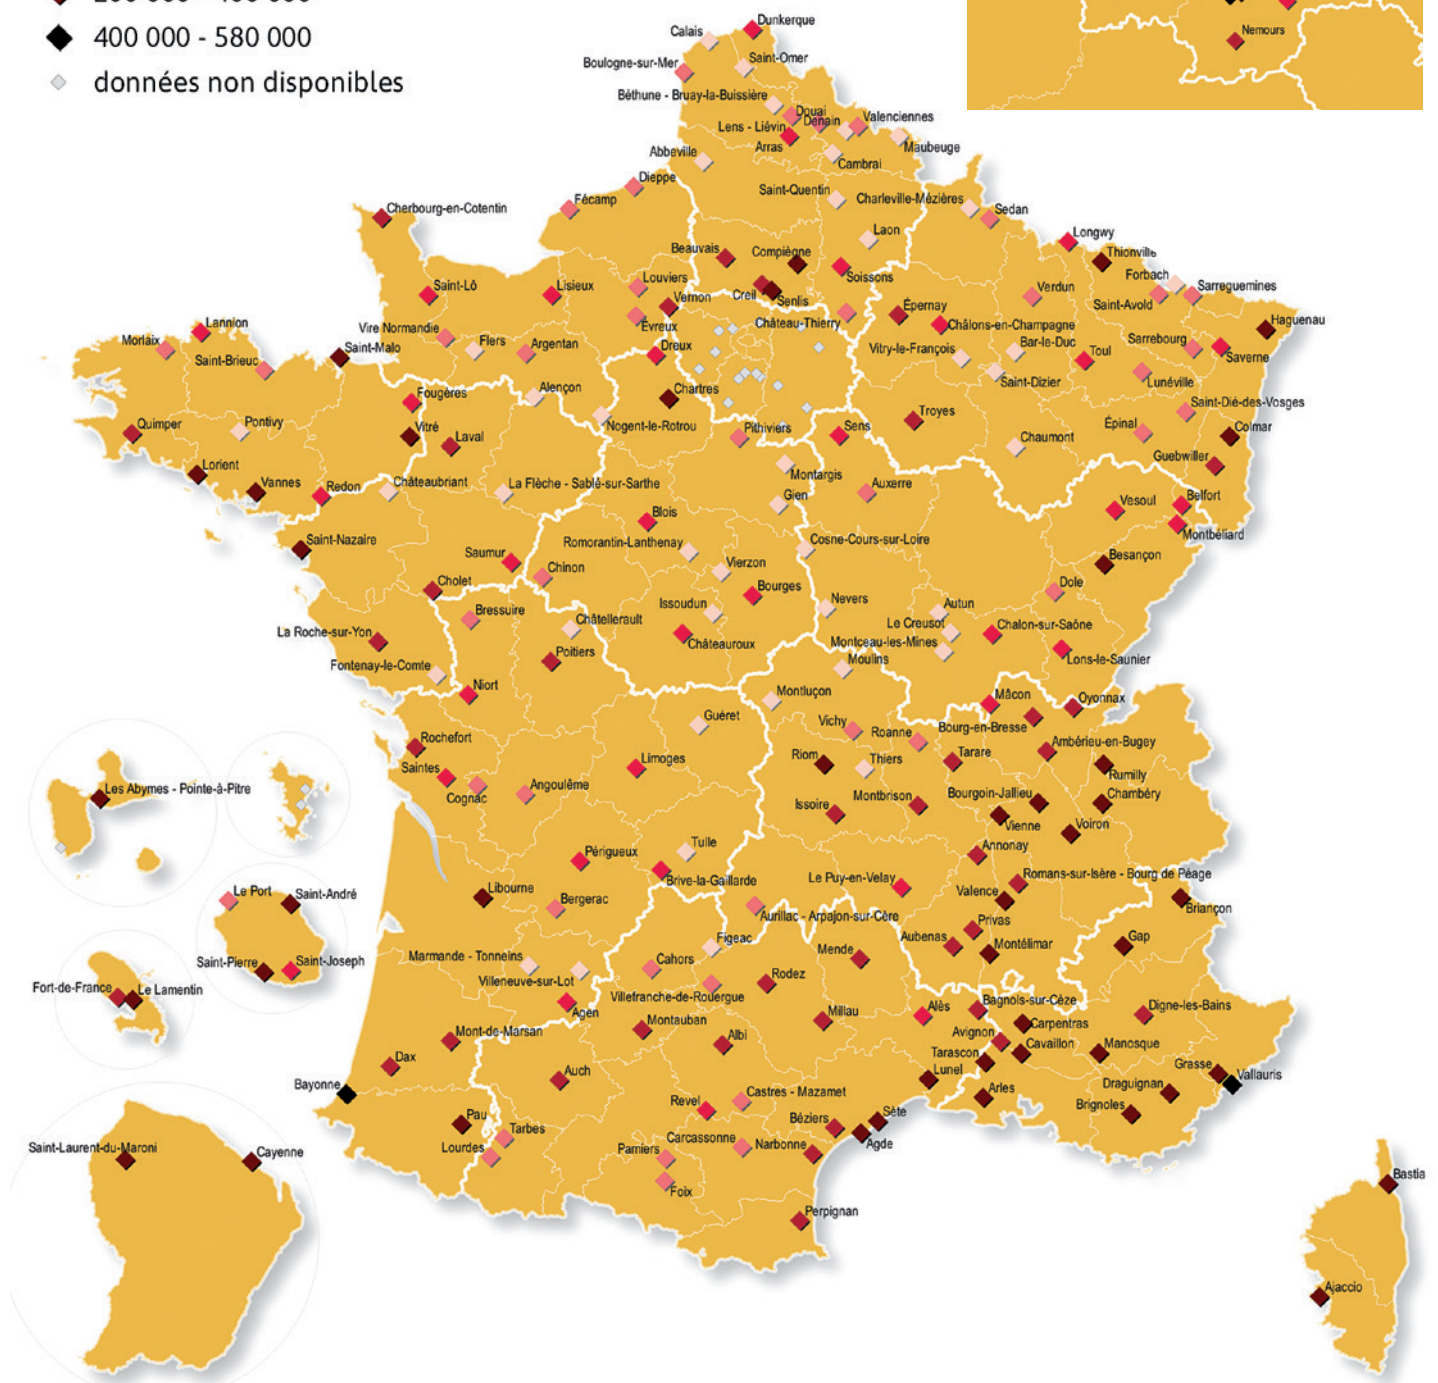 400 000 - 580 000
données non disponibles
Nemours
Dunkerque
Calais
Saint-Omer
Boulogne-sur-Mer
Béthune - Bruay-la-Buissière
Douai
Denain
Valenciennes
Lens - Liévin
Arras
Maubeuge
Cambrai
Abbeville
Dieppe
Saint-Quentin
Charleville-Mézières
Fécamp
Sedan
Cherbourg-en-Cotentin
Laon
Longwy
Beauvais
Compiègne
Thionville
Soissons
Forbach
Saint-Lô
Lisieux
Louviers
Vernon
Creil
Senlis
Verdun
Saint-Avold
Sarreguemines
Épernay
Évreux
Château-Thierry
Châlons-en-Champagne
Haguenau
Lannion
Vire Normandie
Morlaix
Saint-Malo
Flers
Argentan
Dreux
Vitry-le-François
Bar-le-Duc
Toul
Sarrebourg
Saverne
Saint-Brieuc
Saint-Dizier
Lunéville
Alençon
Chartres
Fougères
Saint-Dié-des-Vosges
Troyes
Quimper
Pontivy
Vitré
Laval
Nogent-le-Rotrou
Pithiviers
Sens
Chaumont
Épinal
Colmar
Guebwiller
Lorient
Vannes
Redon
Châteaubriant
La Flèche - Sablé-sur-Sarthe
Montargis
Gien
Auxerre
Vesoul
Belfort
Montbéliard
Blois
Saint-Nazaire
Romorantin-Lanthenay
Cosne-Cours-sur-Loire
Besançon
Saumur
Chinon
Vierzon
Bourges
Dole
Cholet
Issoudun
Nevers
Autun
Bressuire
Châtellerault
Le Creusot
Chalon-sur-Saône
La Roche-sur-Yon
Châteauroux
Montceau-les-Mines
Poitiers
Lons-le-Saunier
Fontenay-le-Comte
Moulins
Niort
Montluçon
Mâcon
Oyonnax
Guéret
Vichy
Roanne
Bourg-en-Bresse
Rochefort
Ambérieu-en-Bugey
Saintes
Limoges
Riom
Thiers
Tarare
Rumilly
Les Abymes - Pointe-à-Pitre
Cognac
Angoulême
Issoire
Montbrison
Bourgoin-Jallieu
Chambéry
Vienne
Voiron
Périgueux
Tulle
Annonay
Brive-la-Gaillarde
Le Puy-en-Velay
Romans-sur-Isère - Bourg de Péage
Le Port
Saint-André
Libourne
Bergerac
Valence
Briançon
Aurillac - Arpajon-sur-Cère
Privas
Figeac
Mende
Aubenas
Montélimar
Gap
Saint-Pierre
Saint-Joseph
Marmande - Tonneins
Cahors
Villeneuve-sur-Lot
Rodez
Fort-de-France
Le Lamentin
Villefranche-de-Rouergue
Agen
Millau
Alès
Bagnols-sur-Cèze
Digne-les-Bains
Mont-de-Marsan
Montauban
Albi
Avignon
Carpentras
Cavaillon
Manosque
Dax
Tarascon
Grasse
Vallauris
Bayonne
Auch
Lunel
Arles
Draguignan
Revel
Castres - Mazamet
Brignoles
Pau
Béziers
Sète
Tarbes
Carcassonne
Narbonne
Agde
Saint-Laurent-du-Maroni
Cayenne
Lourdes
Pamiers
Foix
Bastia
Perpignan
Ajaccio